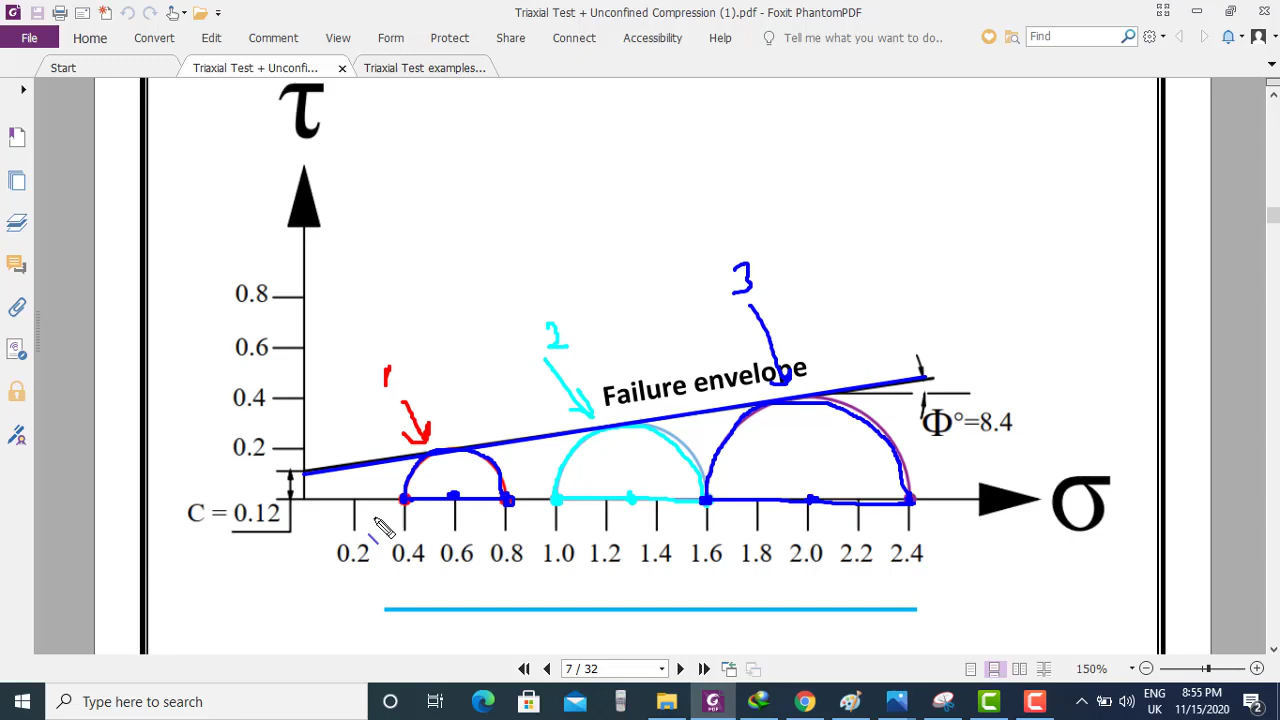 Triaxial Test + Unconfined Compression (1).pdf - Foxit PhantomPDF
File Home Convert Edit Comment View Form Protect Share Connect Accessibility Help Tell me what you want to do.. Find
Start Triaxial Test + Unconfi... Triaxial Test examples...
τ
0.8
0.6
0.4
0.2
C = 0.12
1
2
3
Failure envelope
Φ°=8.4
σ
0.2 0.4 0.6 0.8 1.0 1.2 1.4 1.6 1.8 2.0 2.2 2.4
7 / 32
150%
Type here to search
ENG
UK
8:55 PM
11/15/2020
2